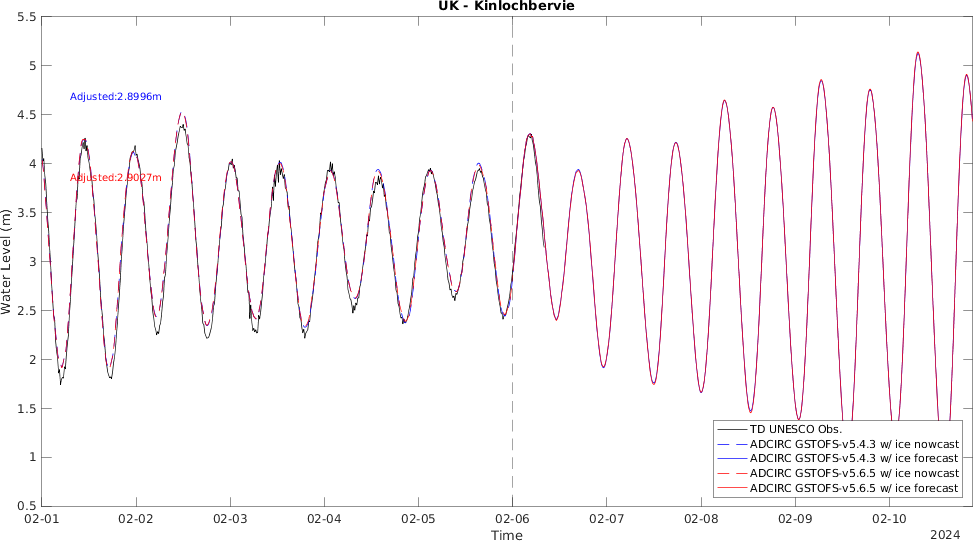 UK - Kinlochbervie
5.5
5
4.5
4
3.5
3
2.5
2
1.5
1
0.5
Water Level (m)
Adjusted:2.8996m
Adjusted:2.9027m
TD UNESCO Obs.
ADCIRC GSTOFS-v5.4.3 w/ ice nowcast
ADCIRC GSTOFS-v5.4.3 w/ ice forecast
ADCIRC GSTOFS-v5.6.5 w/ ice nowcast
ADCIRC GSTOFS-v5.6.5 w/ ice forecast
02-01 02-02 02-03 02-04 02-05 02-06 02-07 02-08 02-09 02-10
Time
2024